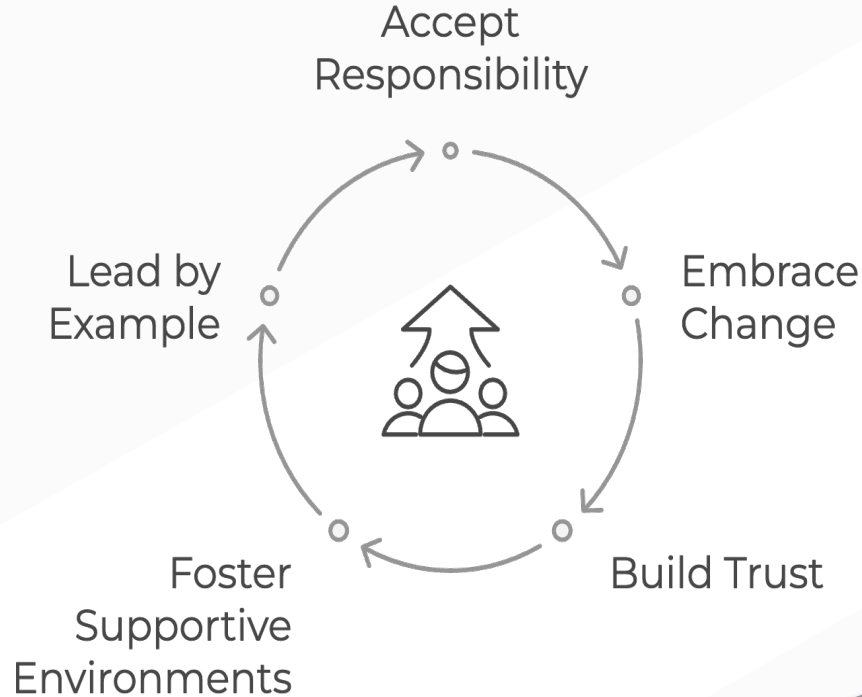 Accept
Responsibility
Embrace
Change
Build Trust
Foster
Supportive
Environments
Lead by
Example